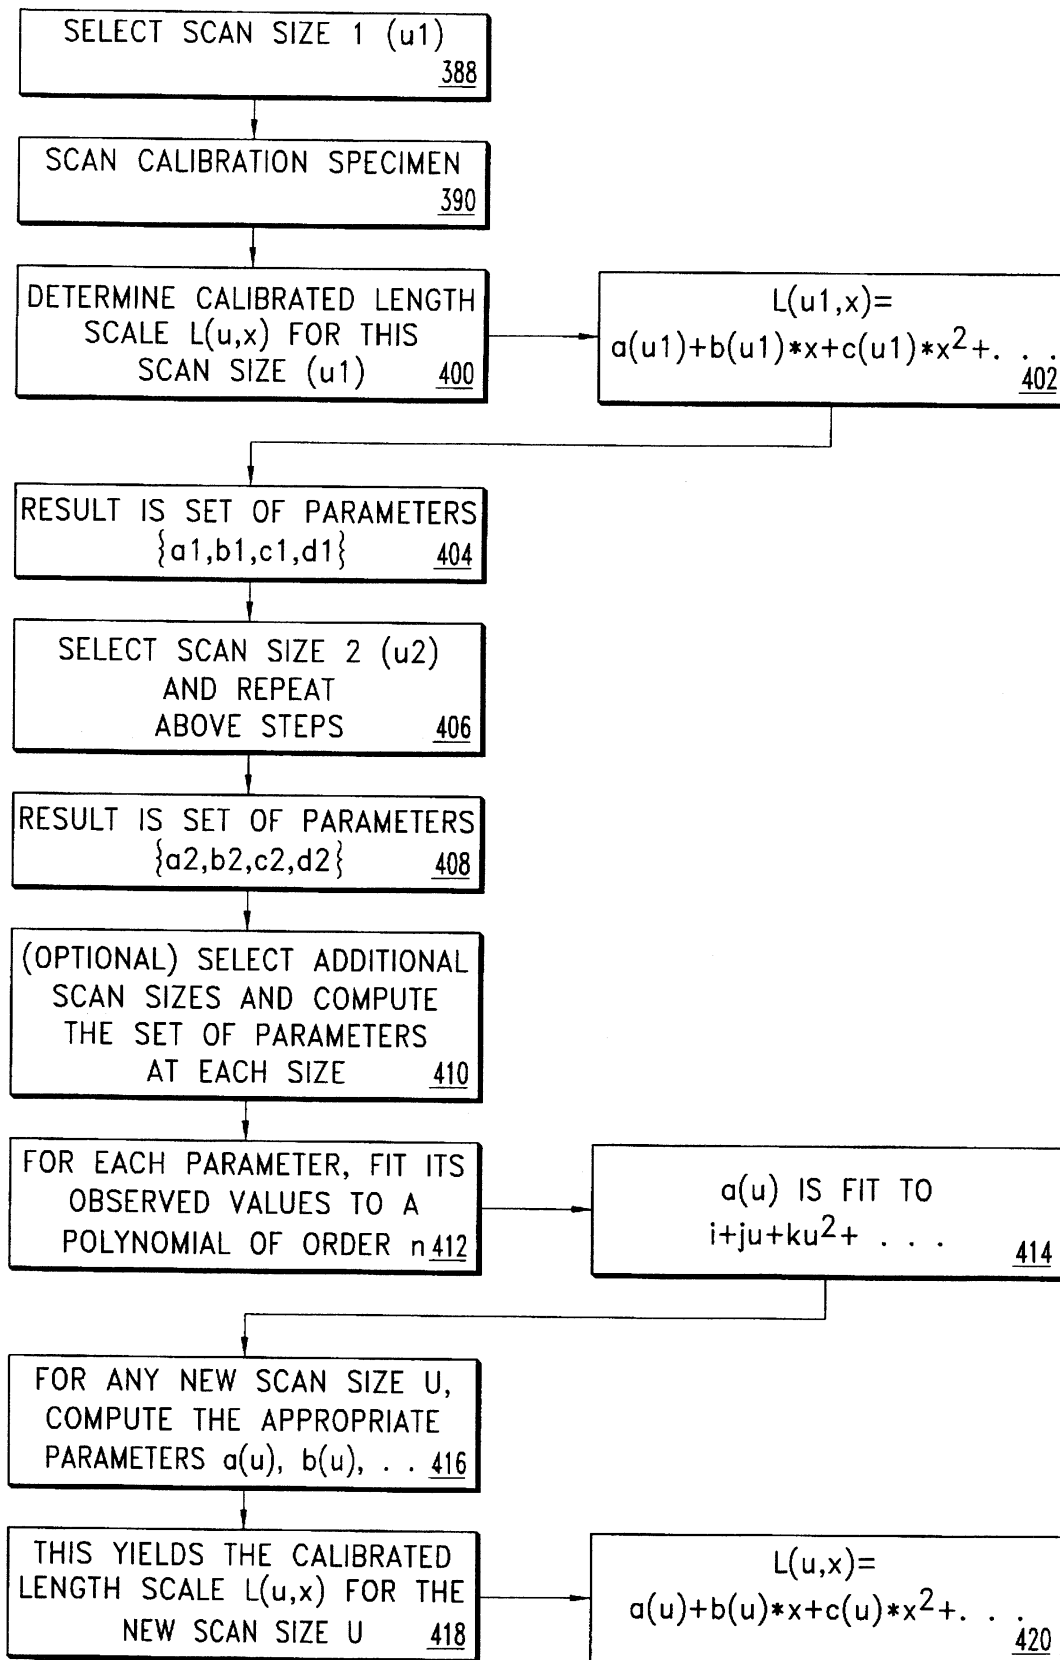 SELECT SCAN SIZE 1 (u1)
388
SCAN CALIBRATION SPECIMEN
390
DETERMINE CALIBRATED LENGTH
SCALE L(u,x) FOR THIS
SCAN SIZE (u1) 400
L(u1,x)=
a(u1)+b(u1)*x+c(u1)*x²+. . .
402
RESULT IS SET OF PARAMETERS
{a1,b1,c1,d1} 404
SELECT SCAN SIZE 2 (u2)
AND REPEAT
ABOVE STEPS 406
RESULT IS SET OF PARAMETERS
{a2,b2,c2,d2} 408
(OPTIONAL) SELECT ADDITIONAL
SCAN SIZES AND COMPUTE
THE SET OF PARAMETERS
AT EACH SIZE 410
FOR EACH PARAMETER, FIT ITS
OBSERVED VALUES TO A
POLYNOMIAL OF ORDER n 412
a(u) IS FIT TO
i+ju+ku²+ . . . 414
FOR ANY NEW SCAN SIZE U,
COMPUTE THE APPROPRIATE
PARAMETERS a(u), b(u), . . 416
THIS YIELDS THE CALIBRATED
LENGTH SCALE L(u,x) FOR THE
NEW SCAN SIZE U 418
L(u,x)=
a(u)+b(u)*x+c(u)*x²+. . .
420